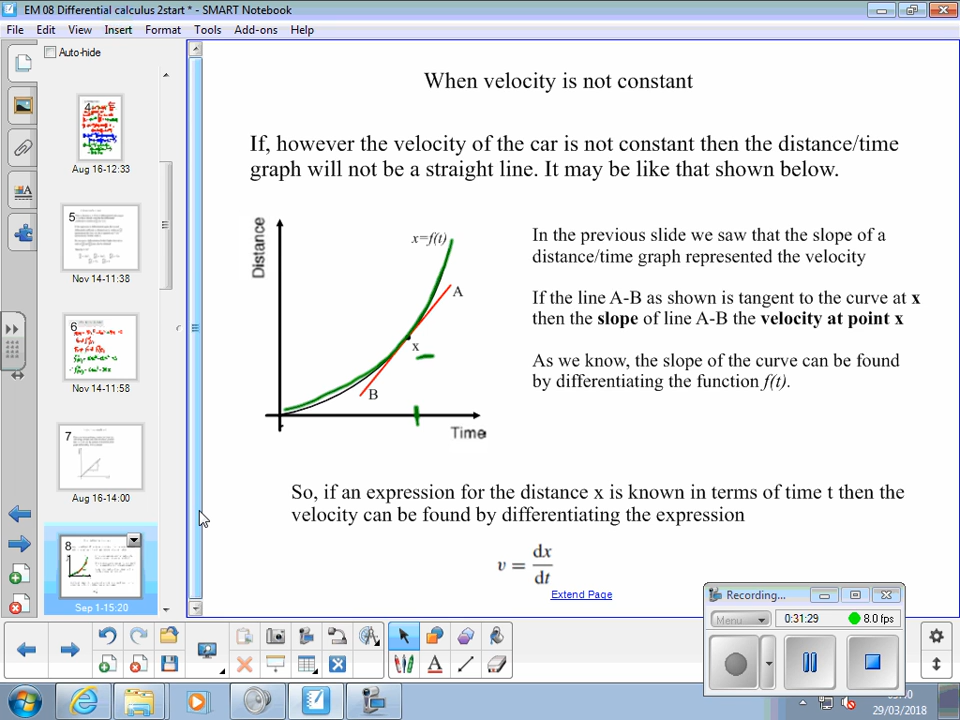 EM 08 Differential calculus 2start * - SMART Notebook
File Edit View Insert Format Tools Add-ons Help
Auto-hide
4
Aug 16-12:33
5
Nov 14-11:38
6
Nov 14-11:58
7
Aug 16-14:00
8
Sep 1-15:20
When velocity is not constant
If, however the velocity of the car is not constant then the distance/time
graph will not be a straight line. It may be like that shown below.
Distance
x=f(t)
A
x
B
Time
In the previous slide we saw that the slope of a
distance/time graph represented the velocity
If the line A-B as shown is tangent to the curve at x
then the slope of line A-B the velocity at point x
As we know, the slope of the curve can be found
by differentiating the function f(t).
So, if an expression for the distance x is known in terms of time t then the
velocity can be found by differentiating the expression
v = dx/dt
Extend Page
Recording...
Menu
0:31:29
8.0 fps
29/03/2018